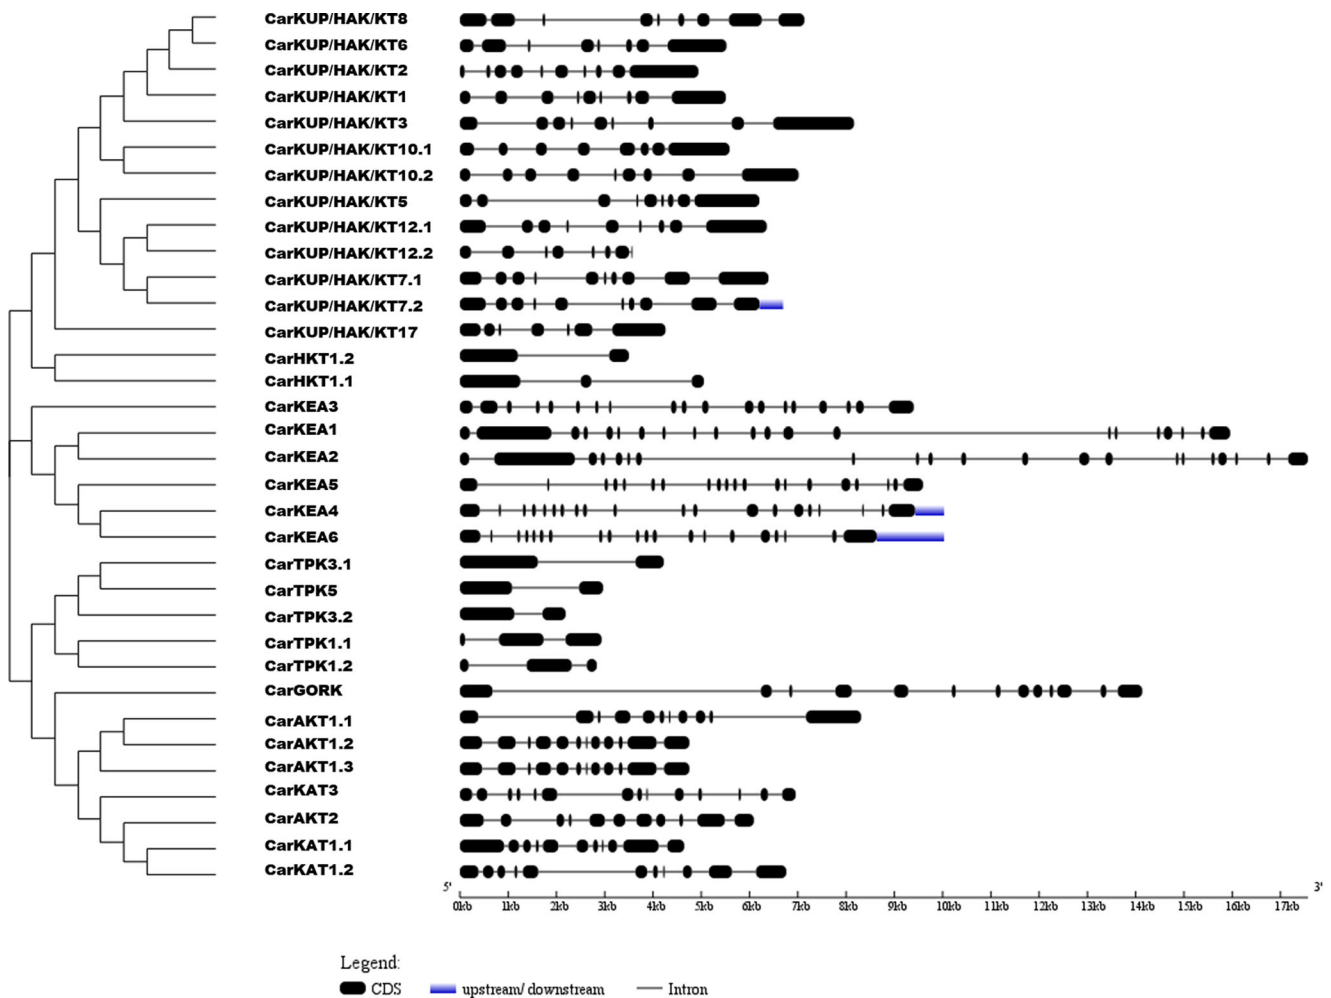 CarKUP/HAK/KT8
CarKUP/HAK/KT6
CarKUP/HAK/KT2
CarKUP/HAK/KT1
CarKUP/HAK/KT3
CarKUP/HAK/KT10.1
CarKUP/HAK/KT10.2
CarKUP/HAK/KT5
CarKUP/HAK/KT12.1
CarKUP/HAK/KT12.2
CarKUP/HAK/KT7.1
CarKUP/HAK/KT7.2
CarKUP/HAK/KT17
CarHKT1.2
CarHKT1.1
CarKEA3
CarKEA1
CarKEA2
CarKEA5
CarKEA4
CarKEA6
CarTPK3.1
CarTPK5
CarTPK3.2
CarTPK1.1
CarTPK1.2
CarGORK
CarAKT1.1
CarAKT1.2
CarAKT1.3
CarKAT3
CarAKT2
CarKAT1.1
CarKAT1.2
5' 3'
0kb 1kb 2kb 3kb 4kb 5kb 6kb 7kb 8kb 9kb 10kb 11kb 12kb 13kb 14kb 15kb 16kb 17kb
Legend:
CDS upstream/ downstream Intron